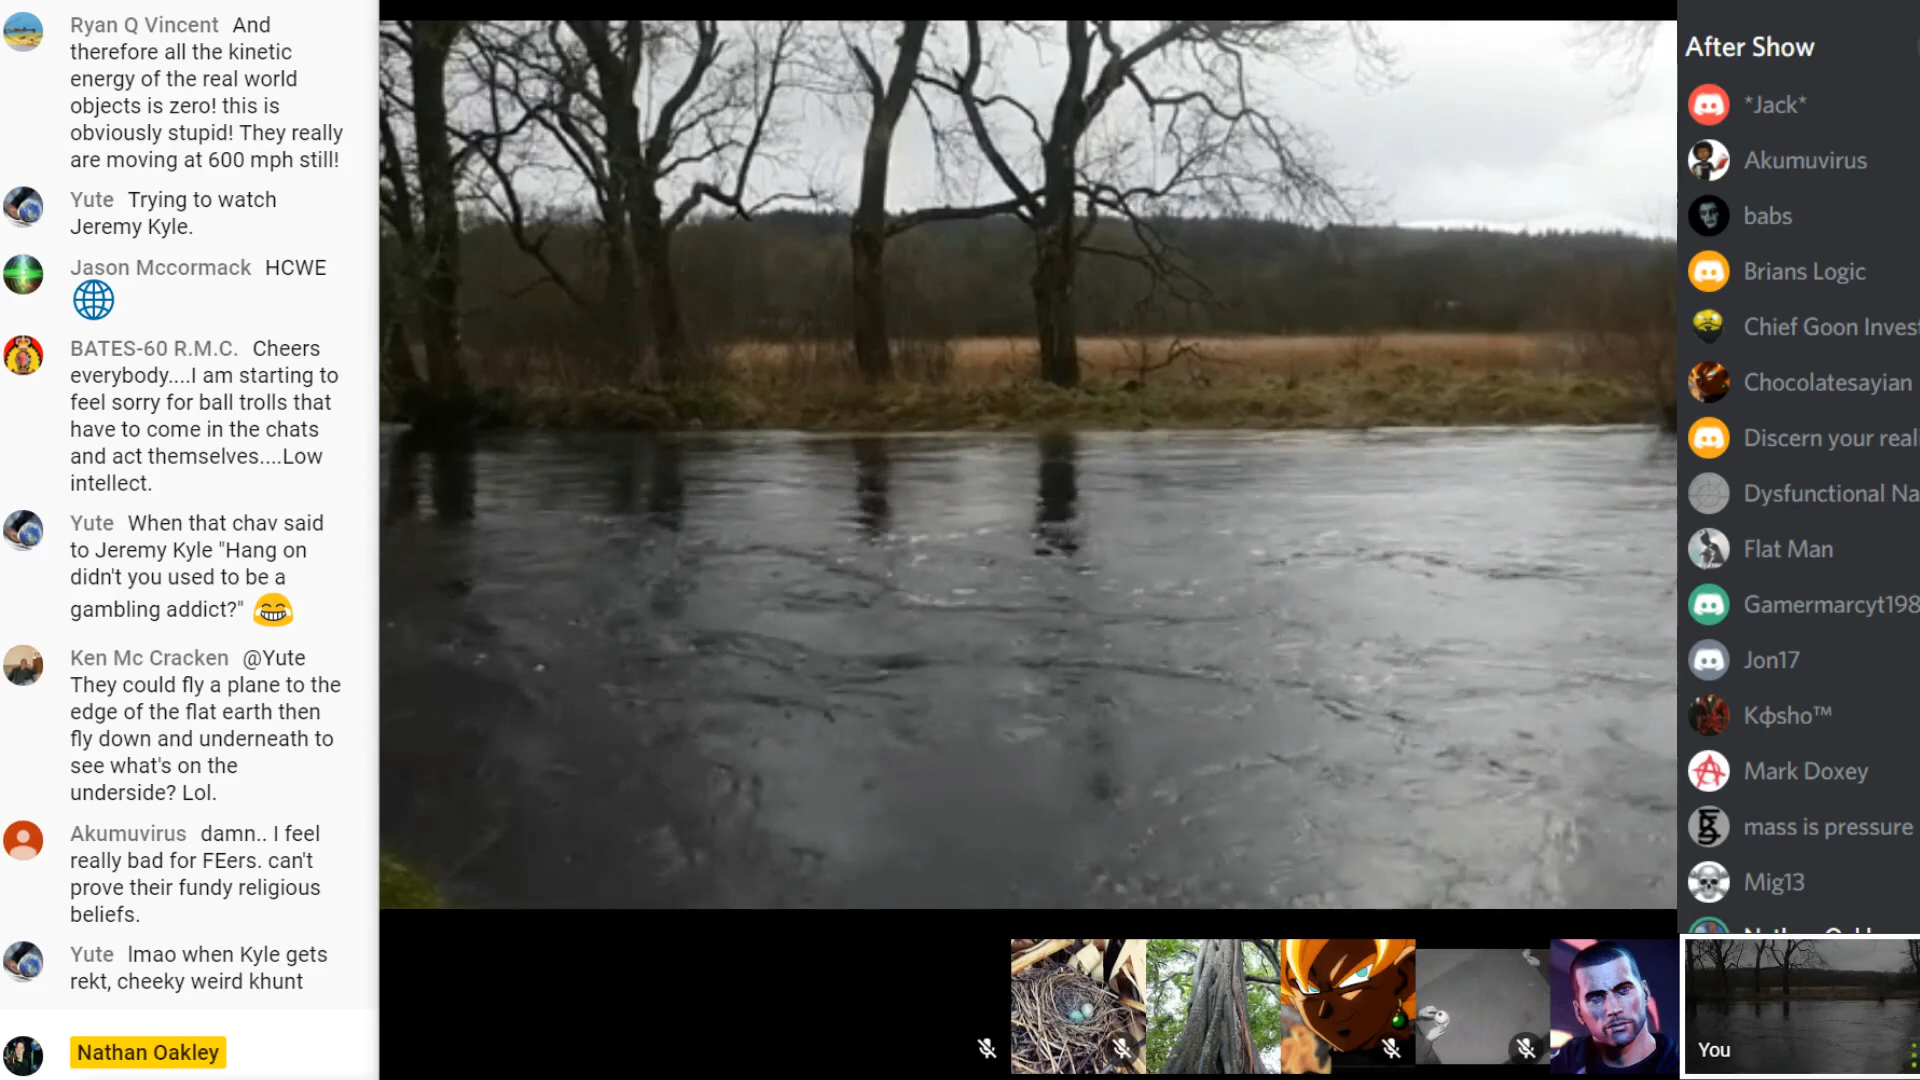 Ryan Q Vincent And
therefore all the kinetic
energy of the real world
objects is zero! this is
obviously stupid! They really
are moving at 600 mph still!
Yute Trying to watch
Jeremy Kyle.
Jason Mccormack HCWE
BATES-60 R.M.C. Cheers
everybody....I am starting to
feel sorry for ball trolls that
have to come in the chats
and act themselves....Low
intellect.
Yute When that chav said
to Jeremy Kyle "Hang on
didn't you used to be a
gambling addict?"
Ken Mc Cracken @Yute
They could fly a plane to the
edge of the flat earth then
fly down and underneath to
see what's on the
underside? Lol.
Akumuvirus damn.. I feel
really bad for FEers. can't
prove their fundy religious
beliefs.
Yute lmao when Kyle gets
rekt, cheeky weird khunt
Nathan Oakley
After Show
*Jack*
Akumuvirus
babs
Brians Logic
Chief Goon Invest
Chocolatesayian
Discern your reali
Dysfunctional Na
Flat Man
Gamermarcyt198
Jon17
Kфsho™
Mark Doxey
mass is pressure
Mig13
You